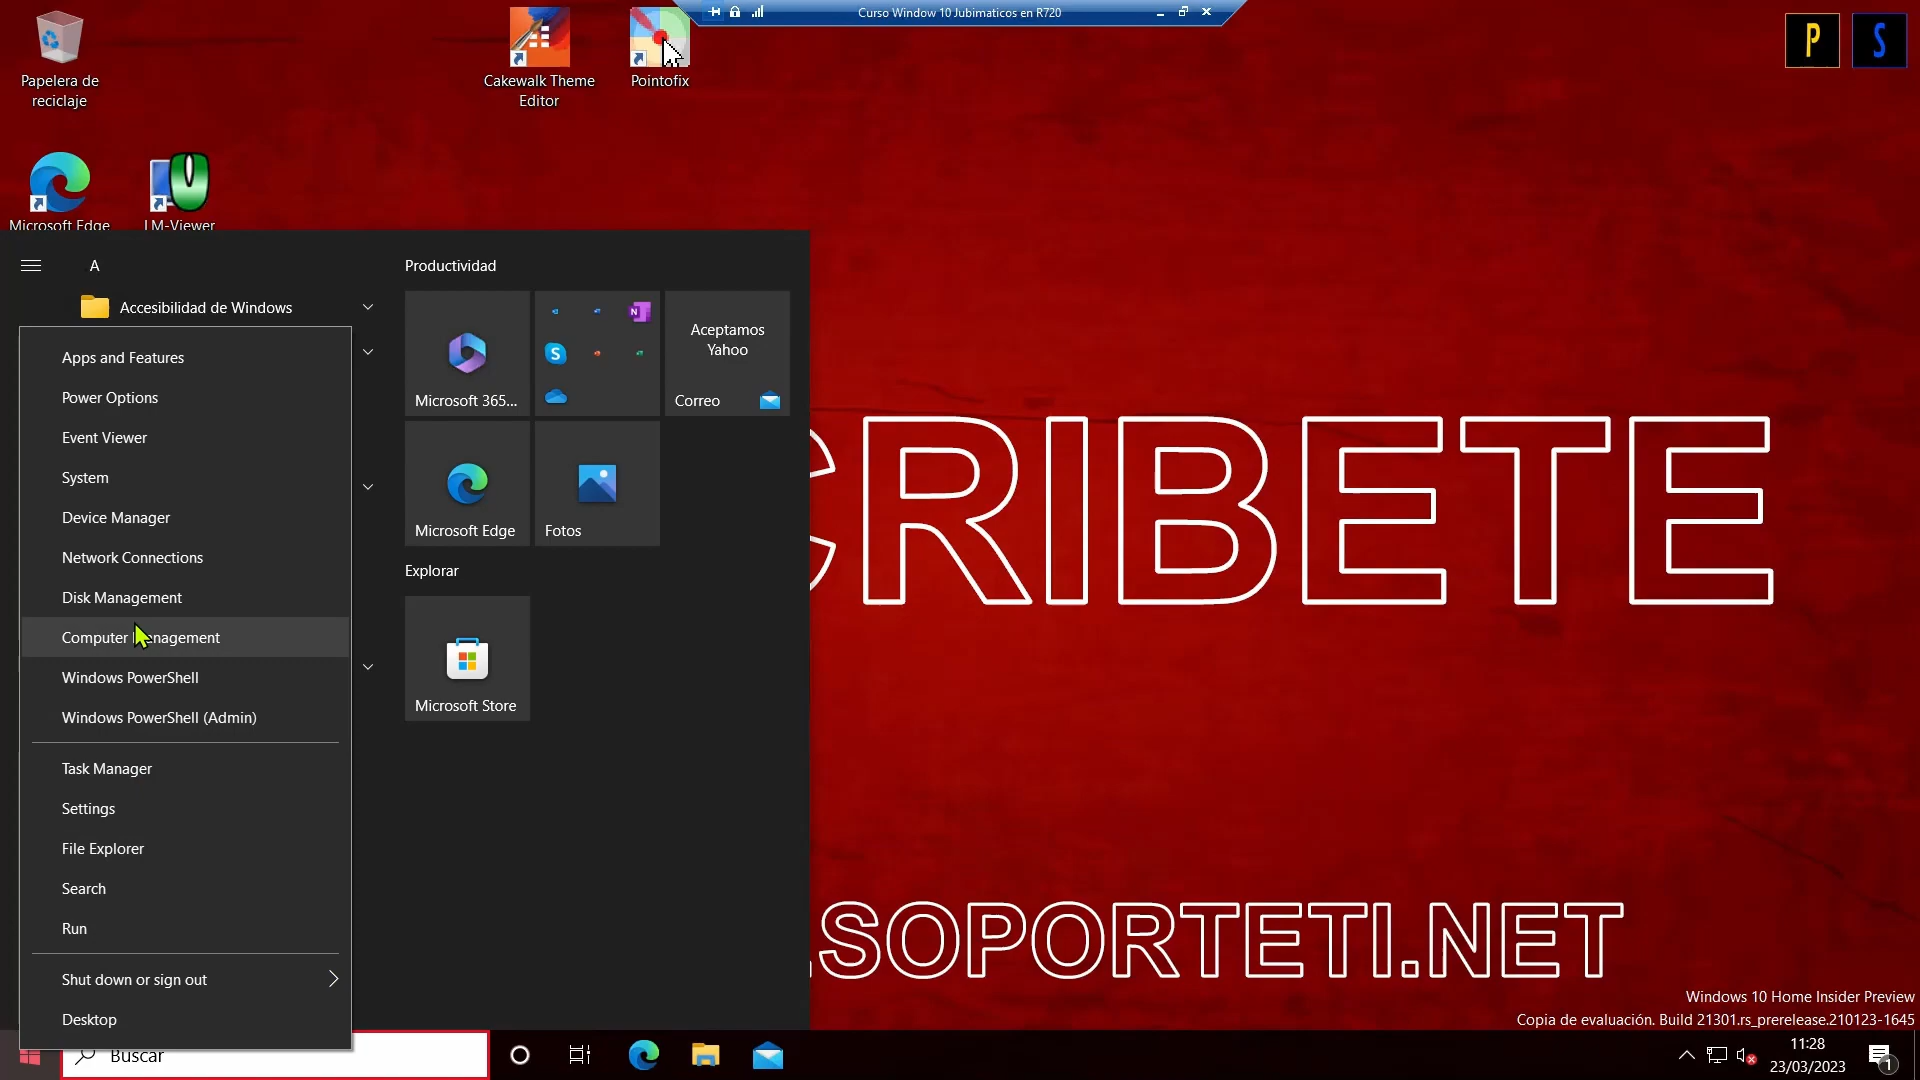 Curso Window 10 Jubimaticos en R720
Papelera de
reciclaje
Cakewalk Theme
Editor
Pointofix
P
S
Microsoft Edge
LM-Viewer
A
Accesibilidad de Windows
Apps and Features
Power Options
Event Viewer
System
Device Manager
Network Connections
Disk Management
Computer Management
Windows PowerShell
Windows PowerShell (Admin)
Task Manager
Settings
File Explorer
Search
Run
Shut down or sign out
Desktop
Productividad
Microsoft 365...
Aceptamos
Yahoo
Correo
Microsoft Edge
Fotos
Explorar
Microsoft Store
CRIBETE
.SOPORTETI.NET
Windows 10 Home Insider Preview
Copia de evaluación. Build 21301.rs_prerelease.210123-1645
Buscar
11:28
23/03/2023
1